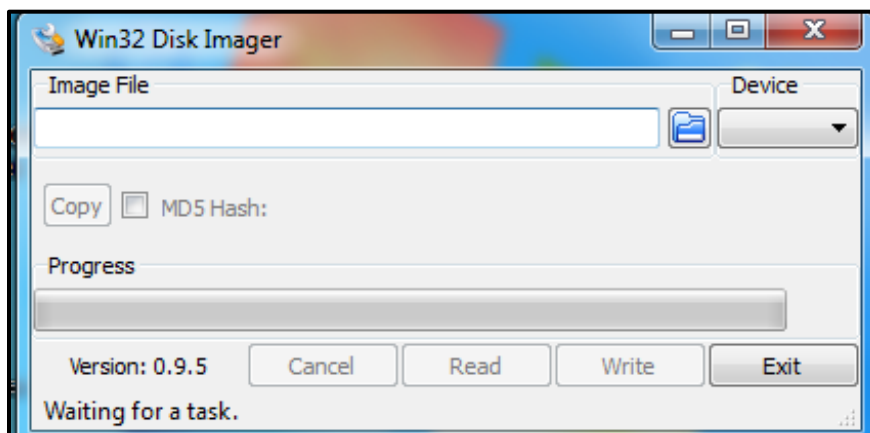 Win32 Disk Imager
Image File Device
Copy MD5 Hash:
Progress
Version: 0.9.5 Cancel Read Write Exit
Waiting for a task.